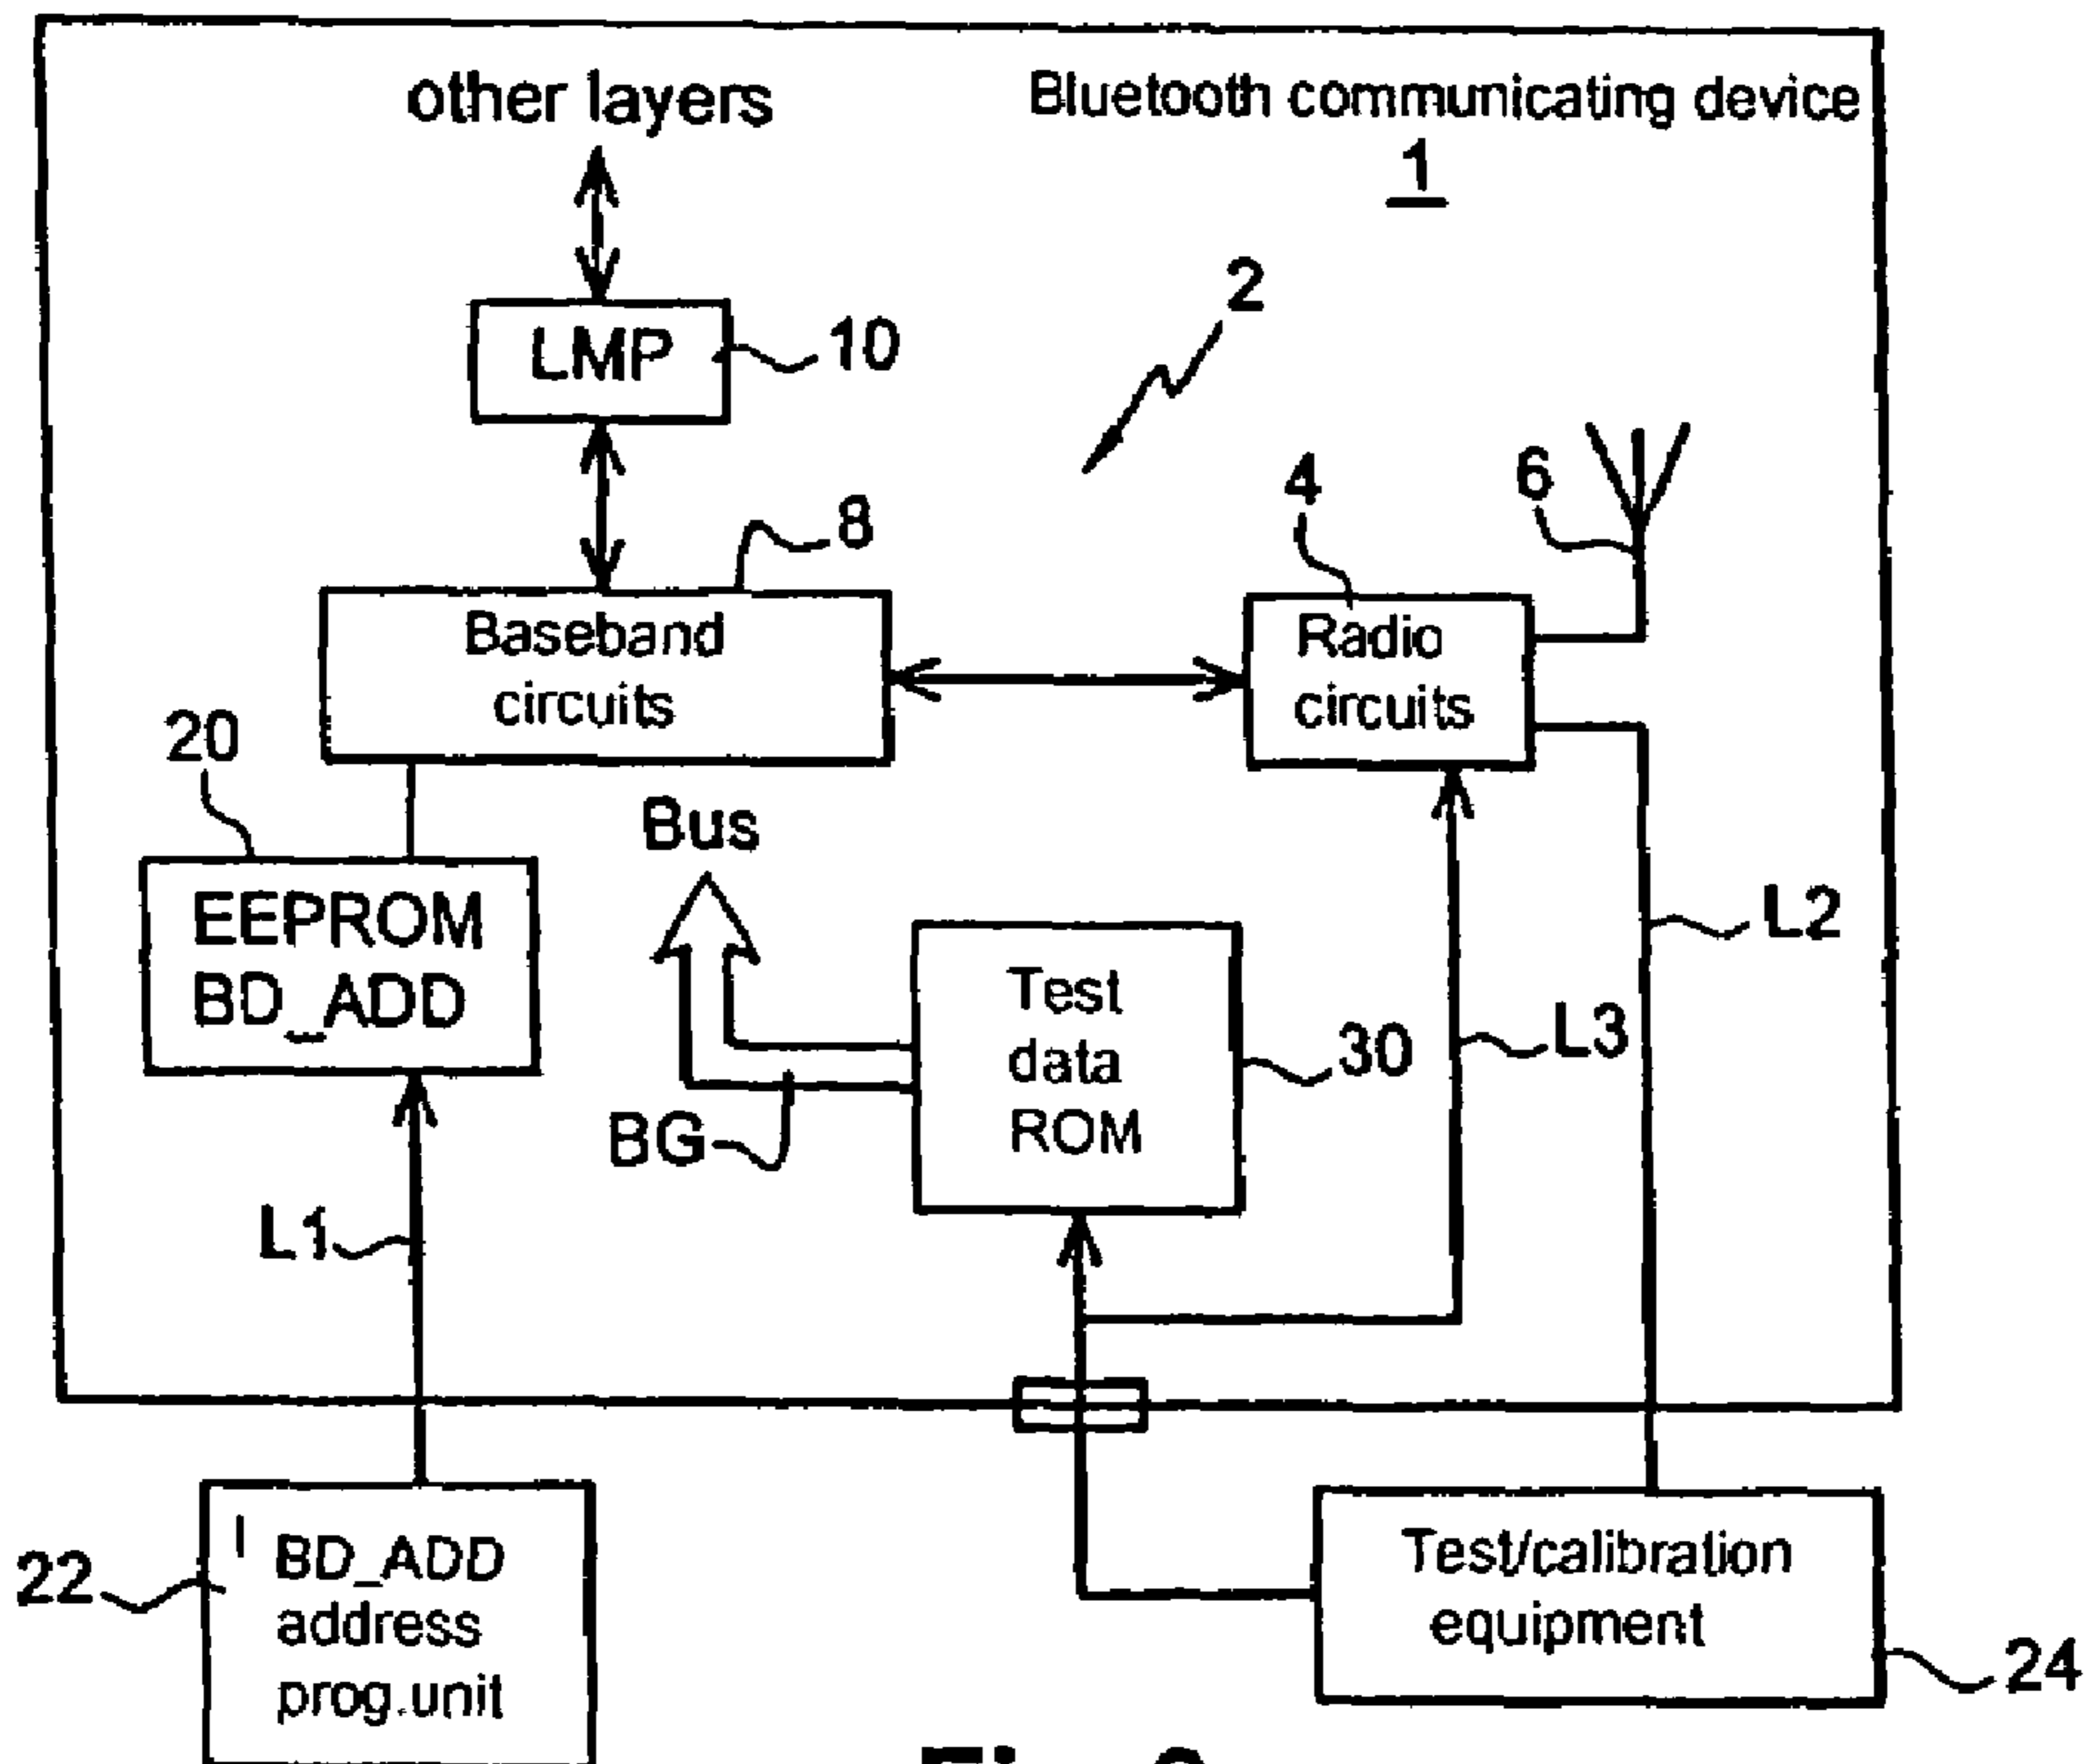 other layers
Bluetooth communicating device
1
2
LMP
10
4
6
8
Baseband
circuits
Radio
circuits
20
Bus
EEPROM
BD_ADD
L2
Test
data
ROM
L3
30
BG
L1
22
BD_ADD
address
prog.unit
Test/calibration
equipment
24